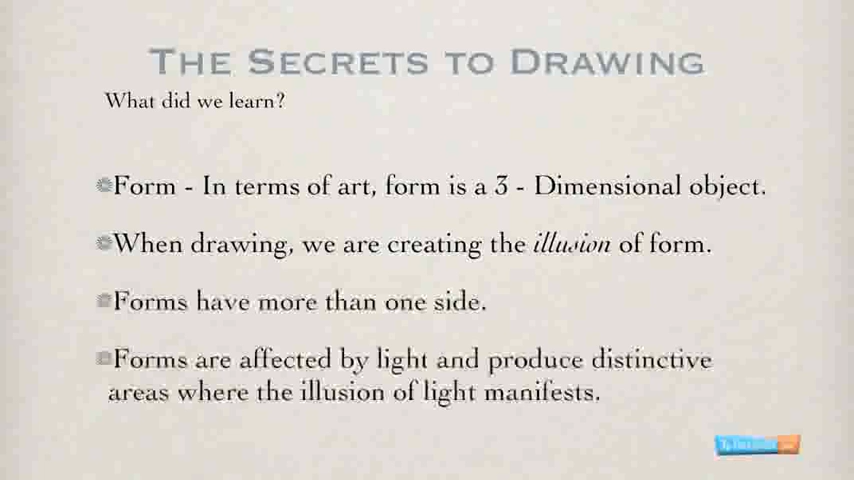 The Secrets to Drawing
What did we learn?
Form - In terms of art, form is a 3 - Dimensional object.
When drawing, we are creating the illusion of form.
Forms have more than one side.
Forms are affected by light and produce distinctive
areas where the illusion of light manifests.